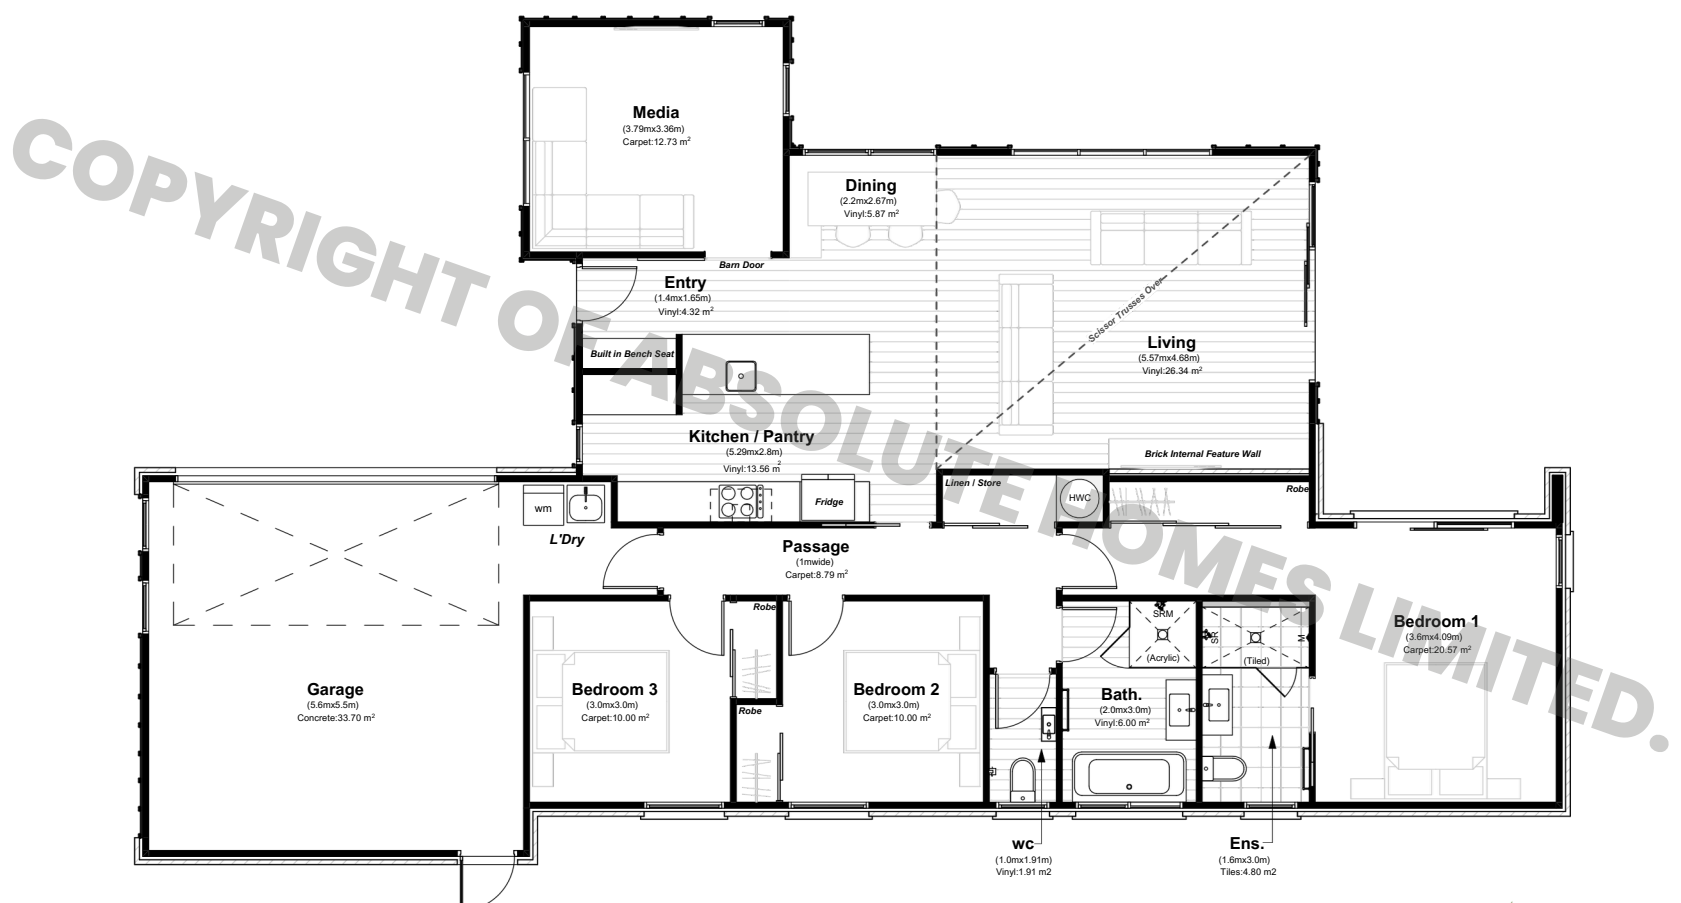 Media
(3.79mx3.36m)
Carpet:12.73 m²
Dining
(2.2mx2.67m)
Vinyl:5.87 m²
Barn Door
Entry
(1.4mx1.65m)
Vinyl:4.32 m²
Scissor Trusses Over
Built in Bench Seat
Living
(5.57mx4.68m)
Vinyl:26.34 m²
Kitchen / Pantry
(5.29mx2.8m)
Vinyl:13.56 m²
Brick Internal Feature Wall
Linen / Store
HWC
Robe
Fridge
wm
L'Dry
Passage
(1mwide)
Carpet:8.79 m²
Robe
SRM
(Acrylic)
SR
M
(Tiled)
Bedroom 1
(3.6mx4.09m)
Carpet:20.57 m²
Garage
(5.6mx5.5m)
Concrete:33.70 m²
Bedroom 3
(3.0mx3.0m)
Carpet:10.00 m²
Robe
Bedroom 2
(3.0mx3.0m)
Carpet:10.00 m²
Bath.
(2.0mx3.0m)
Vinyl:6.00 m²
wc
(1.0mx1.91m)
Vinyl:1.91 m2
Ens.
(1.6mx3.0m)
Tiles:4.80 m2
COPYRIGHT OF ABSOLUTE HOMES LIMITED.